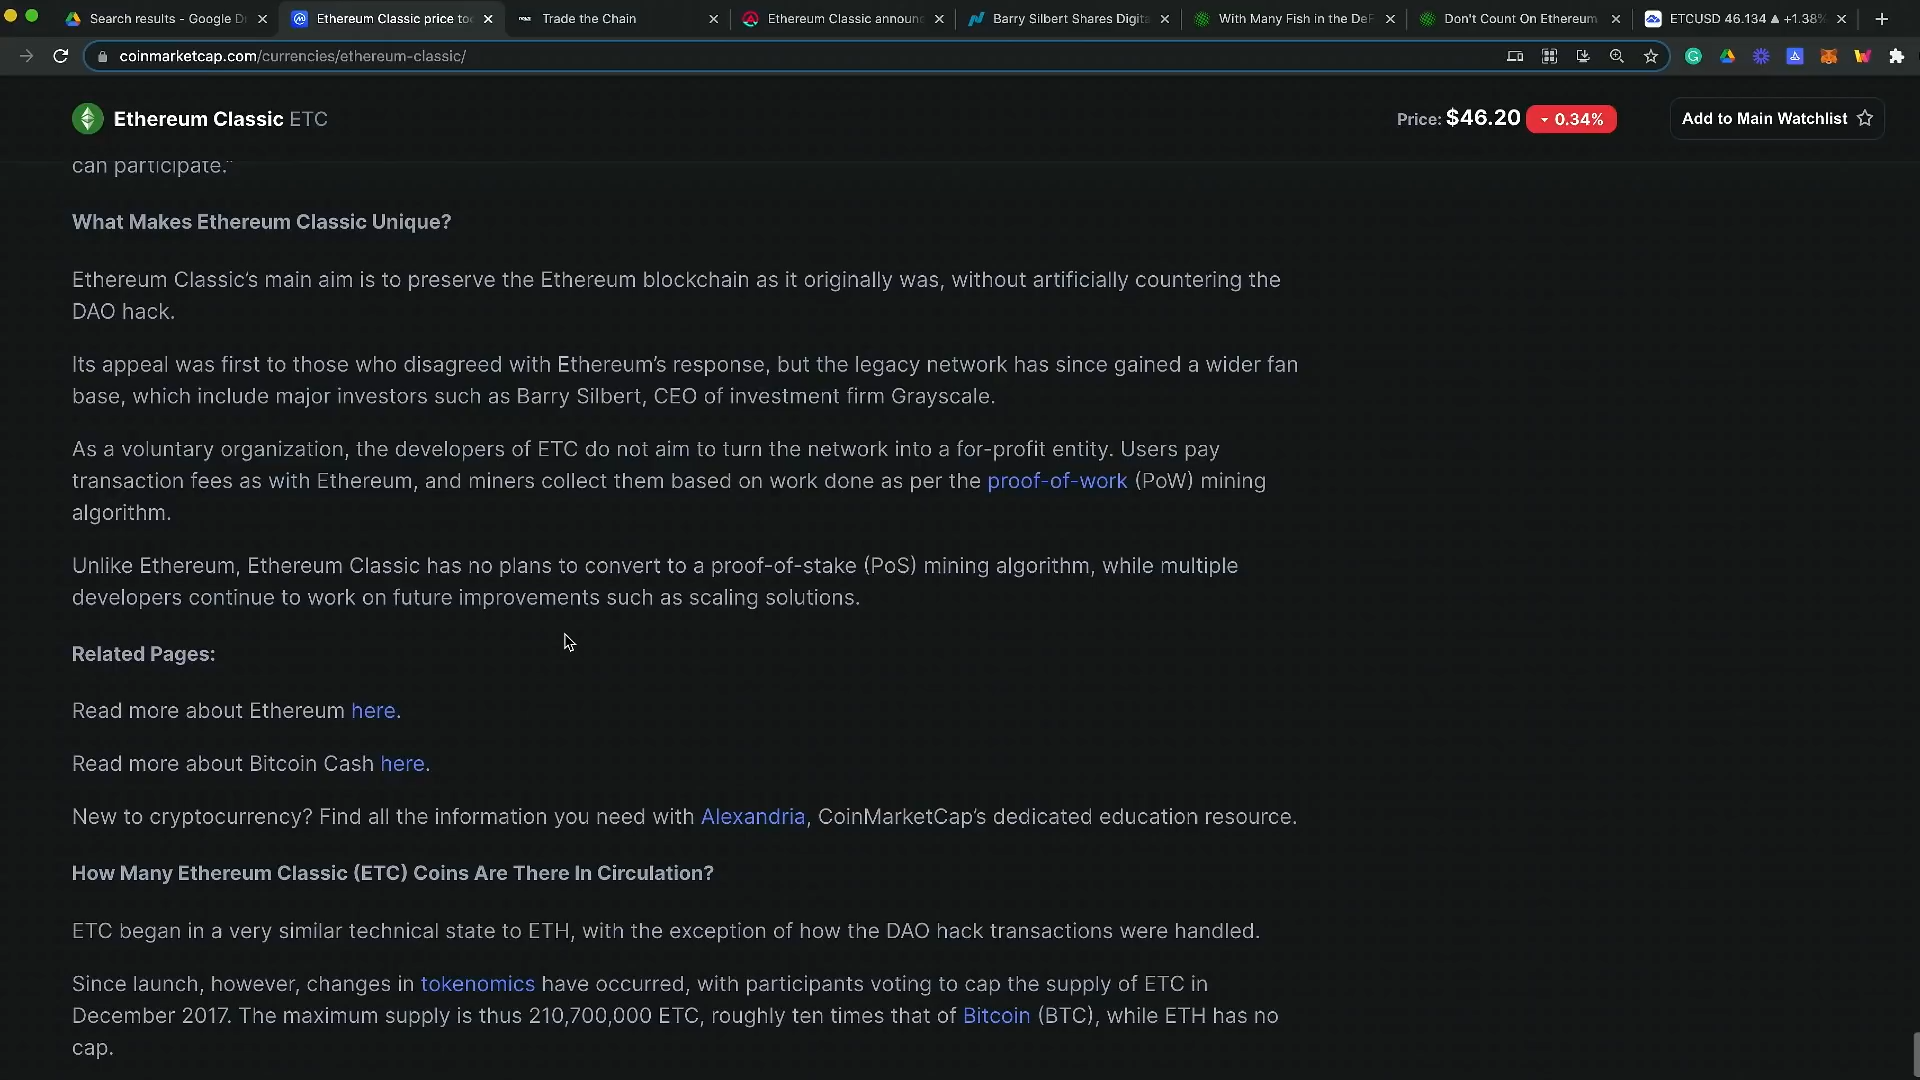 Search results - Google Dr
Ethereum Classic price to
Trade the Chain
Ethereum Classic announ
Barry Silbert Shares Digita
With Many Fish in the DeF
Don't Count On Ethereum
ETCUSD 46.134 ▲ +1.38%
coinmarketcap.com/currencies/ethereum-classic/
Ethereum Classic ETC
Price: $46.20 0.34%
Add to Main Watchlist
can participate."
What Makes Ethereum Classic Unique?
Ethereum Classic's main aim is to preserve the Ethereum blockchain as it originally was, without artificially countering the
DAO hack.
Its appeal was first to those who disagreed with Ethereum's response, but the legacy network has since gained a wider fan
base, which include major investors such as Barry Silbert, CEO of investment firm Grayscale.
As a voluntary organization, the developers of ETC do not aim to turn the network into a for-profit entity. Users pay
transaction fees as with Ethereum, and miners collect them based on work done as per the proof-of-work (PoW) mining
algorithm.
Unlike Ethereum, Ethereum Classic has no plans to convert to a proof-of-stake (PoS) mining algorithm, while multiple
developers continue to work on future improvements such as scaling solutions.
Related Pages:
Read more about Ethereum here.
Read more about Bitcoin Cash here.
New to cryptocurrency? Find all the information you need with Alexandria, CoinMarketCap's dedicated education resource.
How Many Ethereum Classic (ETC) Coins Are There In Circulation?
ETC began in a very similar technical state to ETH, with the exception of how the DAO hack transactions were handled.
Since launch, however, changes in tokenomics have occurred, with participants voting to cap the supply of ETC in
December 2017. The maximum supply is thus 210,700,000 ETC, roughly ten times that of Bitcoin (BTC), while ETH has no
cap.